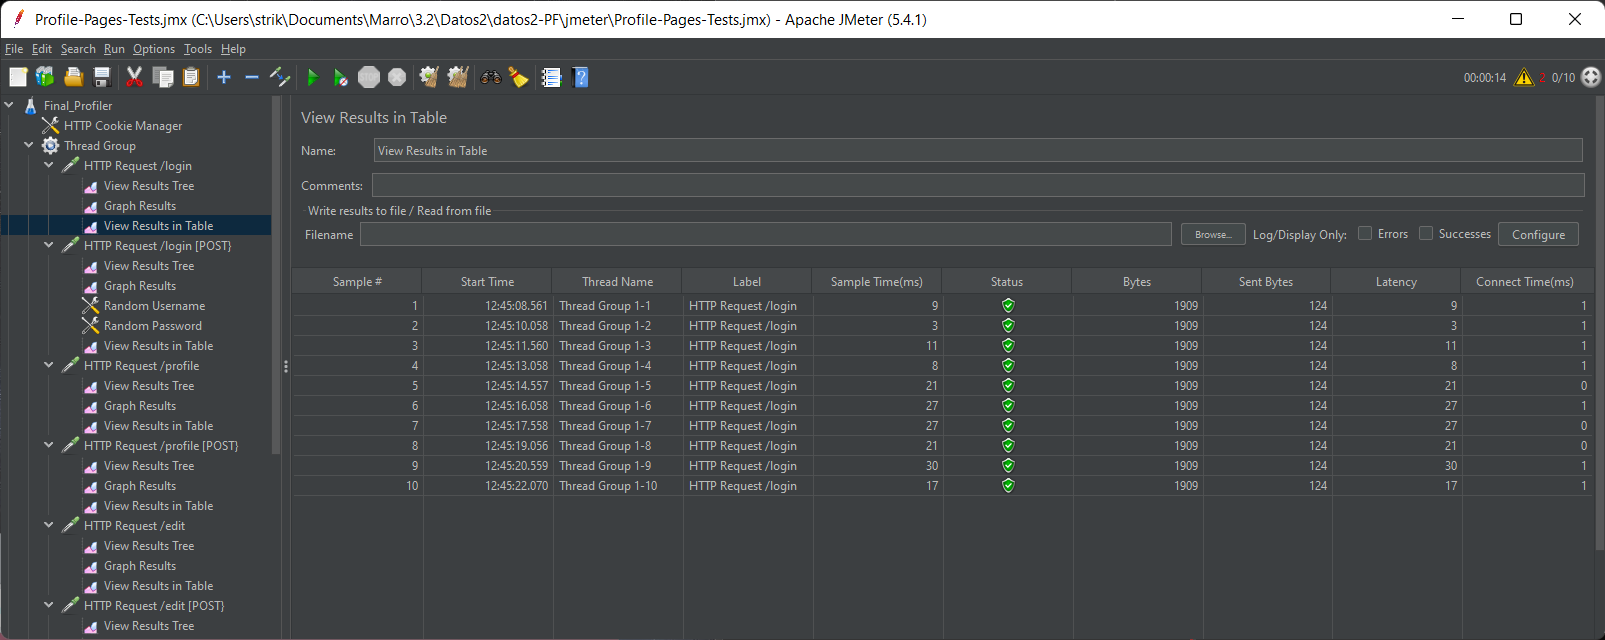 Profile-Pages-Tests.jmx (C:\Users\strik\Documents\Marro\3.2\Datos2\datos2-PF\jmeter\Profile-Pages-Tests.jmx) - Apache JMeter (5.4.1)
File Edit Search Run Options Tools Help
STOP
00:00:14 2 0/10
Final_Profiler
HTTP Cookie Manager
Thread Group
HTTP Request /login
View Results Tree
Graph Results
View Results in Table
HTTP Request /login [POST}
View Results Tree
Graph Results
Random Username
Random Password
View Results in Table
HTTP Request /profile
View Results Tree
Graph Results
View Results in Table
HTTP Request /profile [POST}
View Results Tree
Graph Results
View Results in Table
HTTP Request /edit
View Results Tree
Graph Results
View Results in Table
HTTP Request /edit [POST}
View Results Tree
View Results in Table
Name: View Results in Table
Comments:
Write results to file / Read from file
Filename Browse... Log/Display Only: Errors Successes Configure
Sample # Start Time Thread Name Label Sample Time(ms) Status Bytes Sent Bytes Latency Connect Time(ms)
1 12:45:08.561 Thread Group 1-1 HTTP Request /login 9 1909 124 9 1
2 12:45:10.058 Thread Group 1-2 HTTP Request /login 3 1909 124 3 1
3 12:45:11.560 Thread Group 1-3 HTTP Request /login 11 1909 124 11 1
4 12:45:13.058 Thread Group 1-4 HTTP Request /login 8 1909 124 8 1
5 12:45:14.557 Thread Group 1-5 HTTP Request /login 21 1909 124 21 0
6 12:45:16.058 Thread Group 1-6 HTTP Request /login 27 1909 124 27 1
7 12:45:17.558 Thread Group 1-7 HTTP Request /login 27 1909 124 27 0
8 12:45:19.056 Thread Group 1-8 HTTP Request /login 21 1909 124 21 0
9 12:45:20.559 Thread Group 1-9 HTTP Request /login 30 1909 124 30 1
10 12:45:22.070 Thread Group 1-10 HTTP Request /login 17 1909 124 17 1